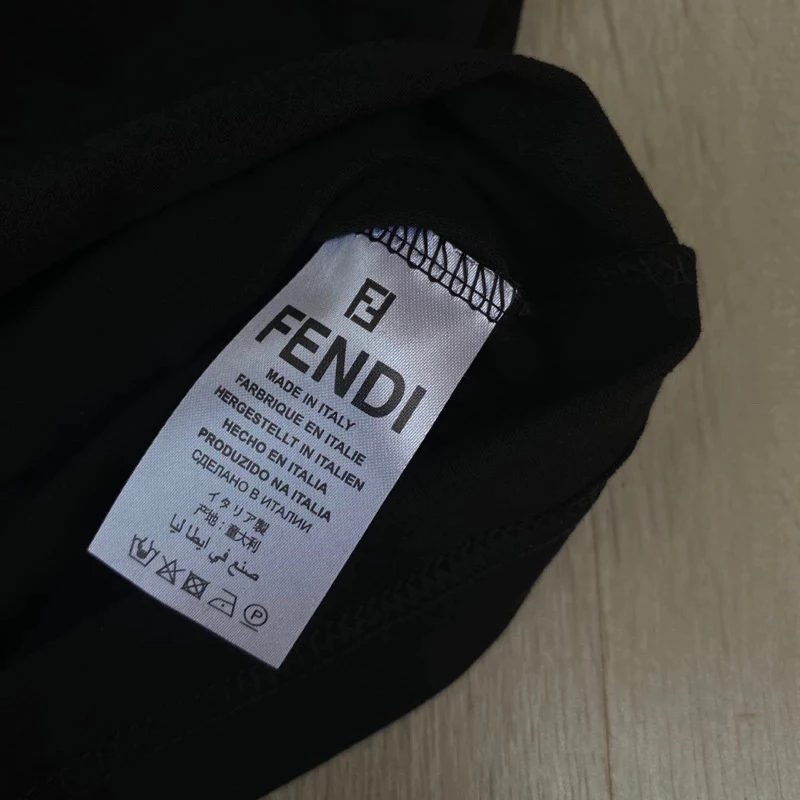 FENDI
MADE IN ITALY
FARBRIQUE EN ITALIE
HERGESTELLT IN ITALIEN
HECHO EN ITALIA
PRODUZIDO NA ITALIA
СДЕЛАНО В ИТАЛИИ
イタリア製
产地:意大利
صنع في ايطاليا
P